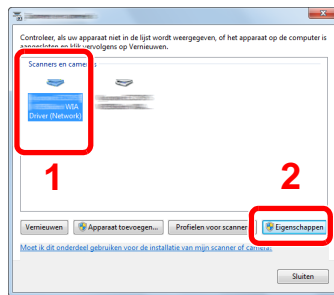 Controleer, als uw apparaat niet in de lijst wordt weergegeven, of het apparaat op de computer is
aangesloten en klik vervolgens op Vernieuwen.
Scanners en camera's
WIA
Driver (Network)
1
2
Vernieuwen
Apparaat toevoegen...
Profielen voor scanner
Eigenschappen
Moet ik dit onderdeel gebruiken voor de installatie van mijn scanner of camera?
Sluiten